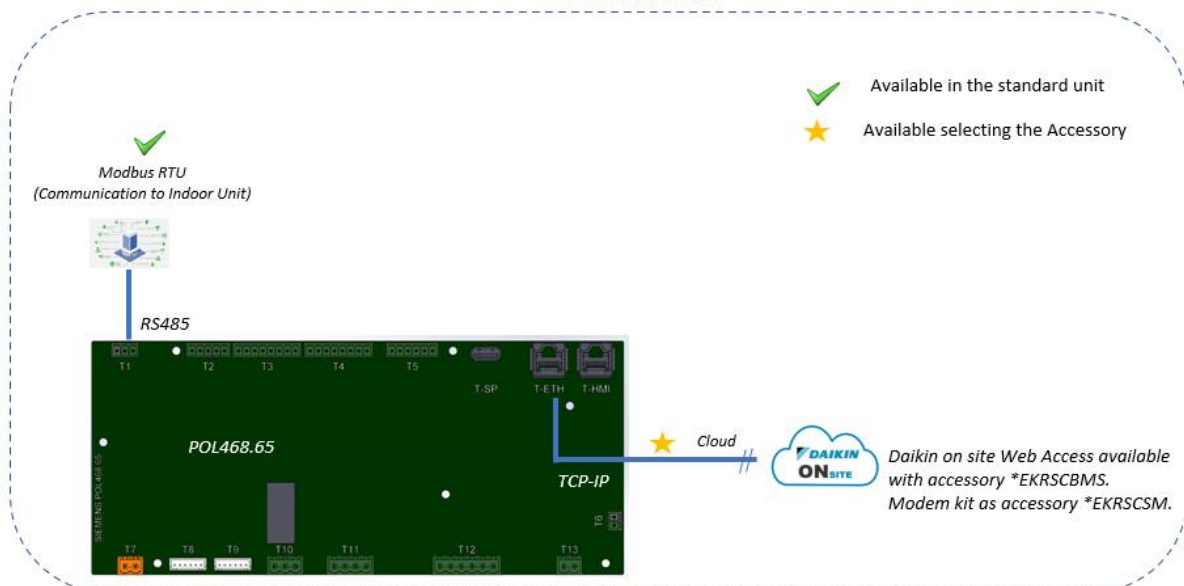 Available in the standard unit
Available selecting the Accessory
Modbus RTU
(Communication to Indoor Unit)
RS485
T1
T2
T3
T4
T5
T-SP
T-ETH
T-HMI
POL468.65
SIEMENS POL468.65
TCP-IP
Cloud
DAIKIN
ON SITE
Daikin on site Web Access available
with accessory *EKRSCBMS.
Modem kit as accessory *EKRSCSM.
T6
T7
T8
T9
T10
T11
T12
T13